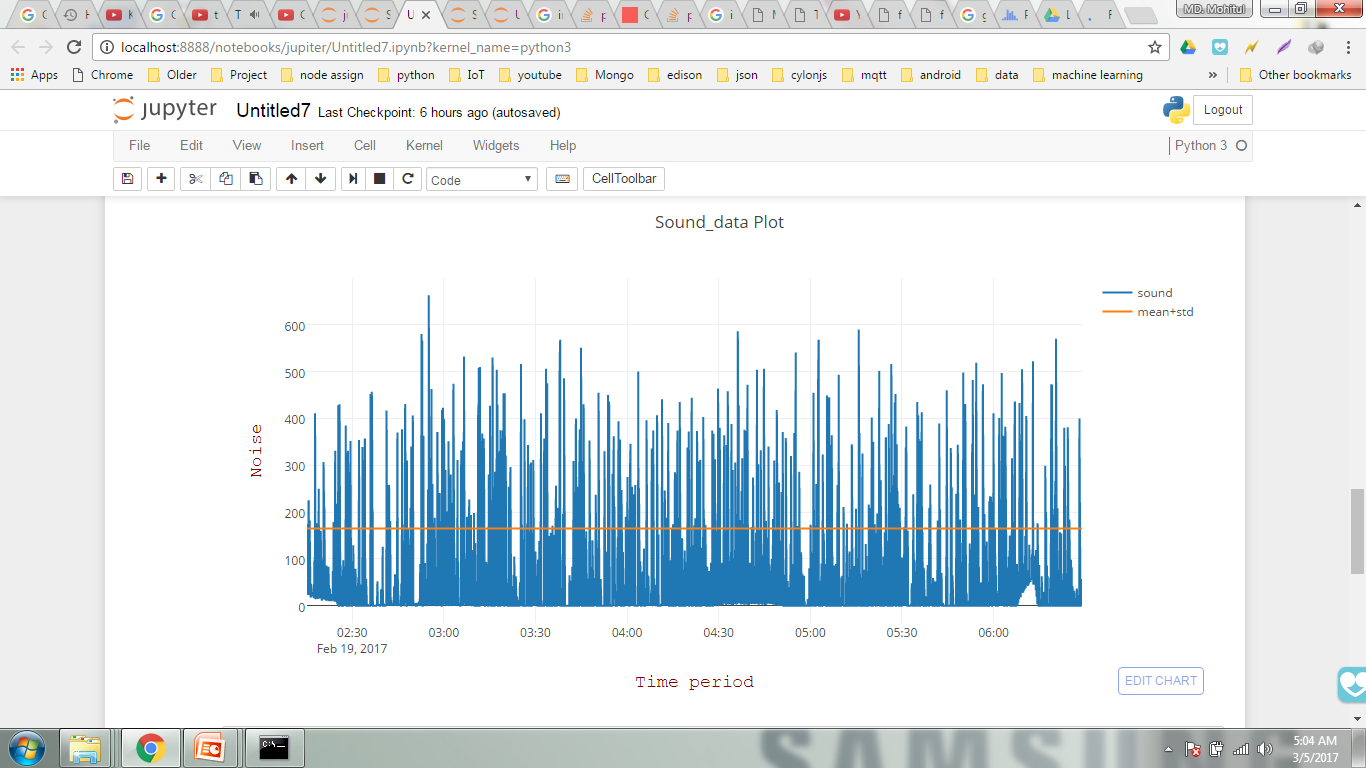 MD. Mohitul
localhost:8888/notebooks/jupiter/Untitled7.ipynb?kernel_name=python3
Apps Chrome Older Project node assign python IoT youtube Mongo edison json cylonjs mqtt android data machine learning » Other bookmarks
jupyter Untitled7 Last Checkpoint: 6 hours ago (autosaved) Logout
File Edit View Insert Cell Kernel Widgets Help Python 3
Code CellToolbar
Sound_data Plot
sound
mean+std
600
500
400
300
200
100
0
Noise
02:30 03:00 03:30 04:00 04:30 05:00 05:30 06:00
Feb 19, 2017
Time period
EDIT CHART
SAMSUNG
5:04 AM
3/5/2017